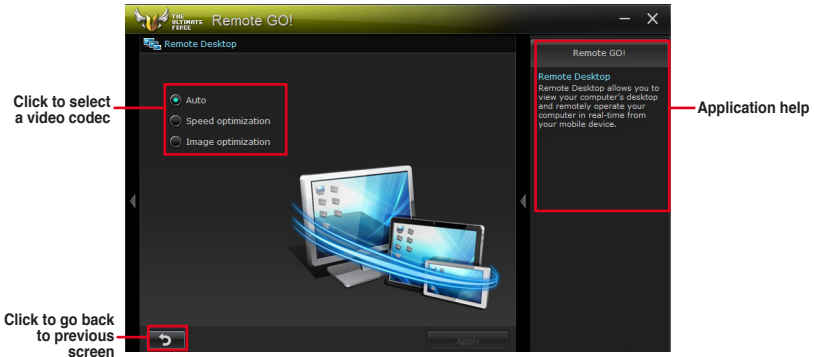 THE
ULTIMATE
FORCE
Remote GO!
Remote Desktop
Auto
Speed optimization
Image optimization
Apply
Remote GO!
Remote Desktop
Remote Desktop allows you to
view your computer's desktop
and remotely operate your
computer in real-time from
your mobile device.
Click to select
a video codec
Application help
Click to go back
to previous
screen